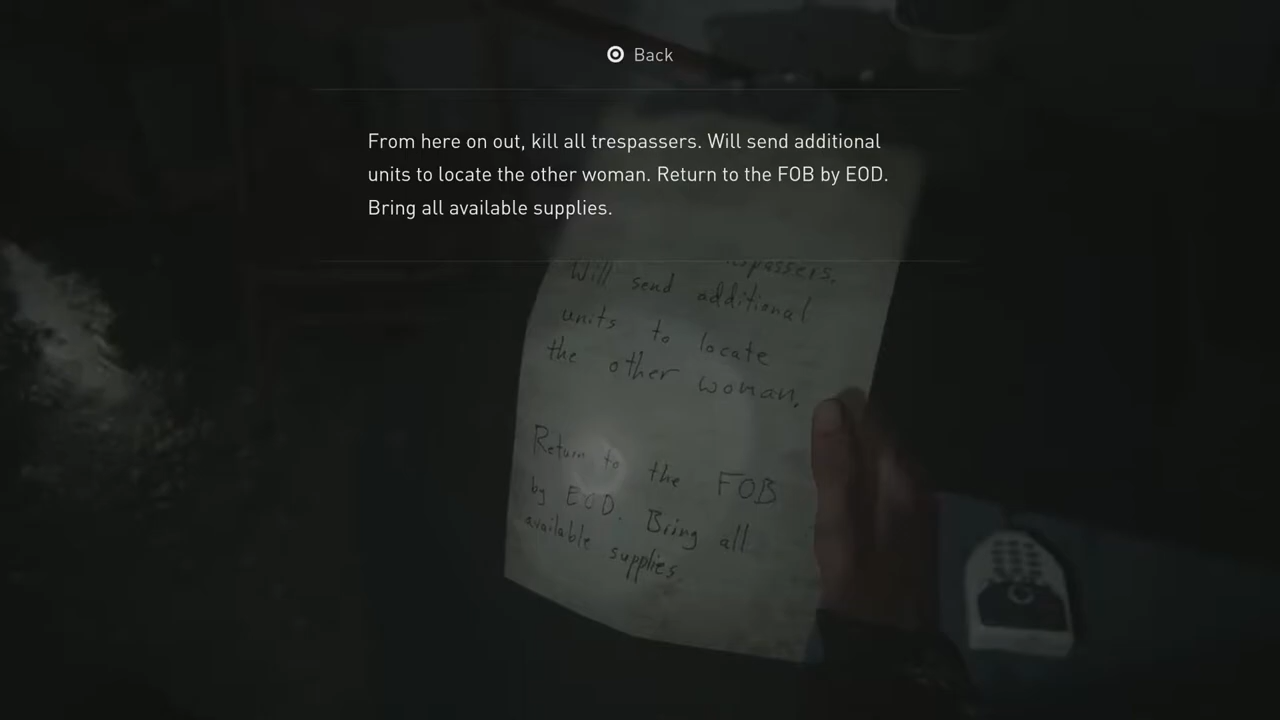 Back
From here on out, kill all trespassers. Will send additional
units to locate the other woman. Return to the FOB by EOD.
Bring all available supplies.
trespassers.
Will send additional
units to locate
the other woman.
Return to the FOB
by EOD. Bring all
available supplies